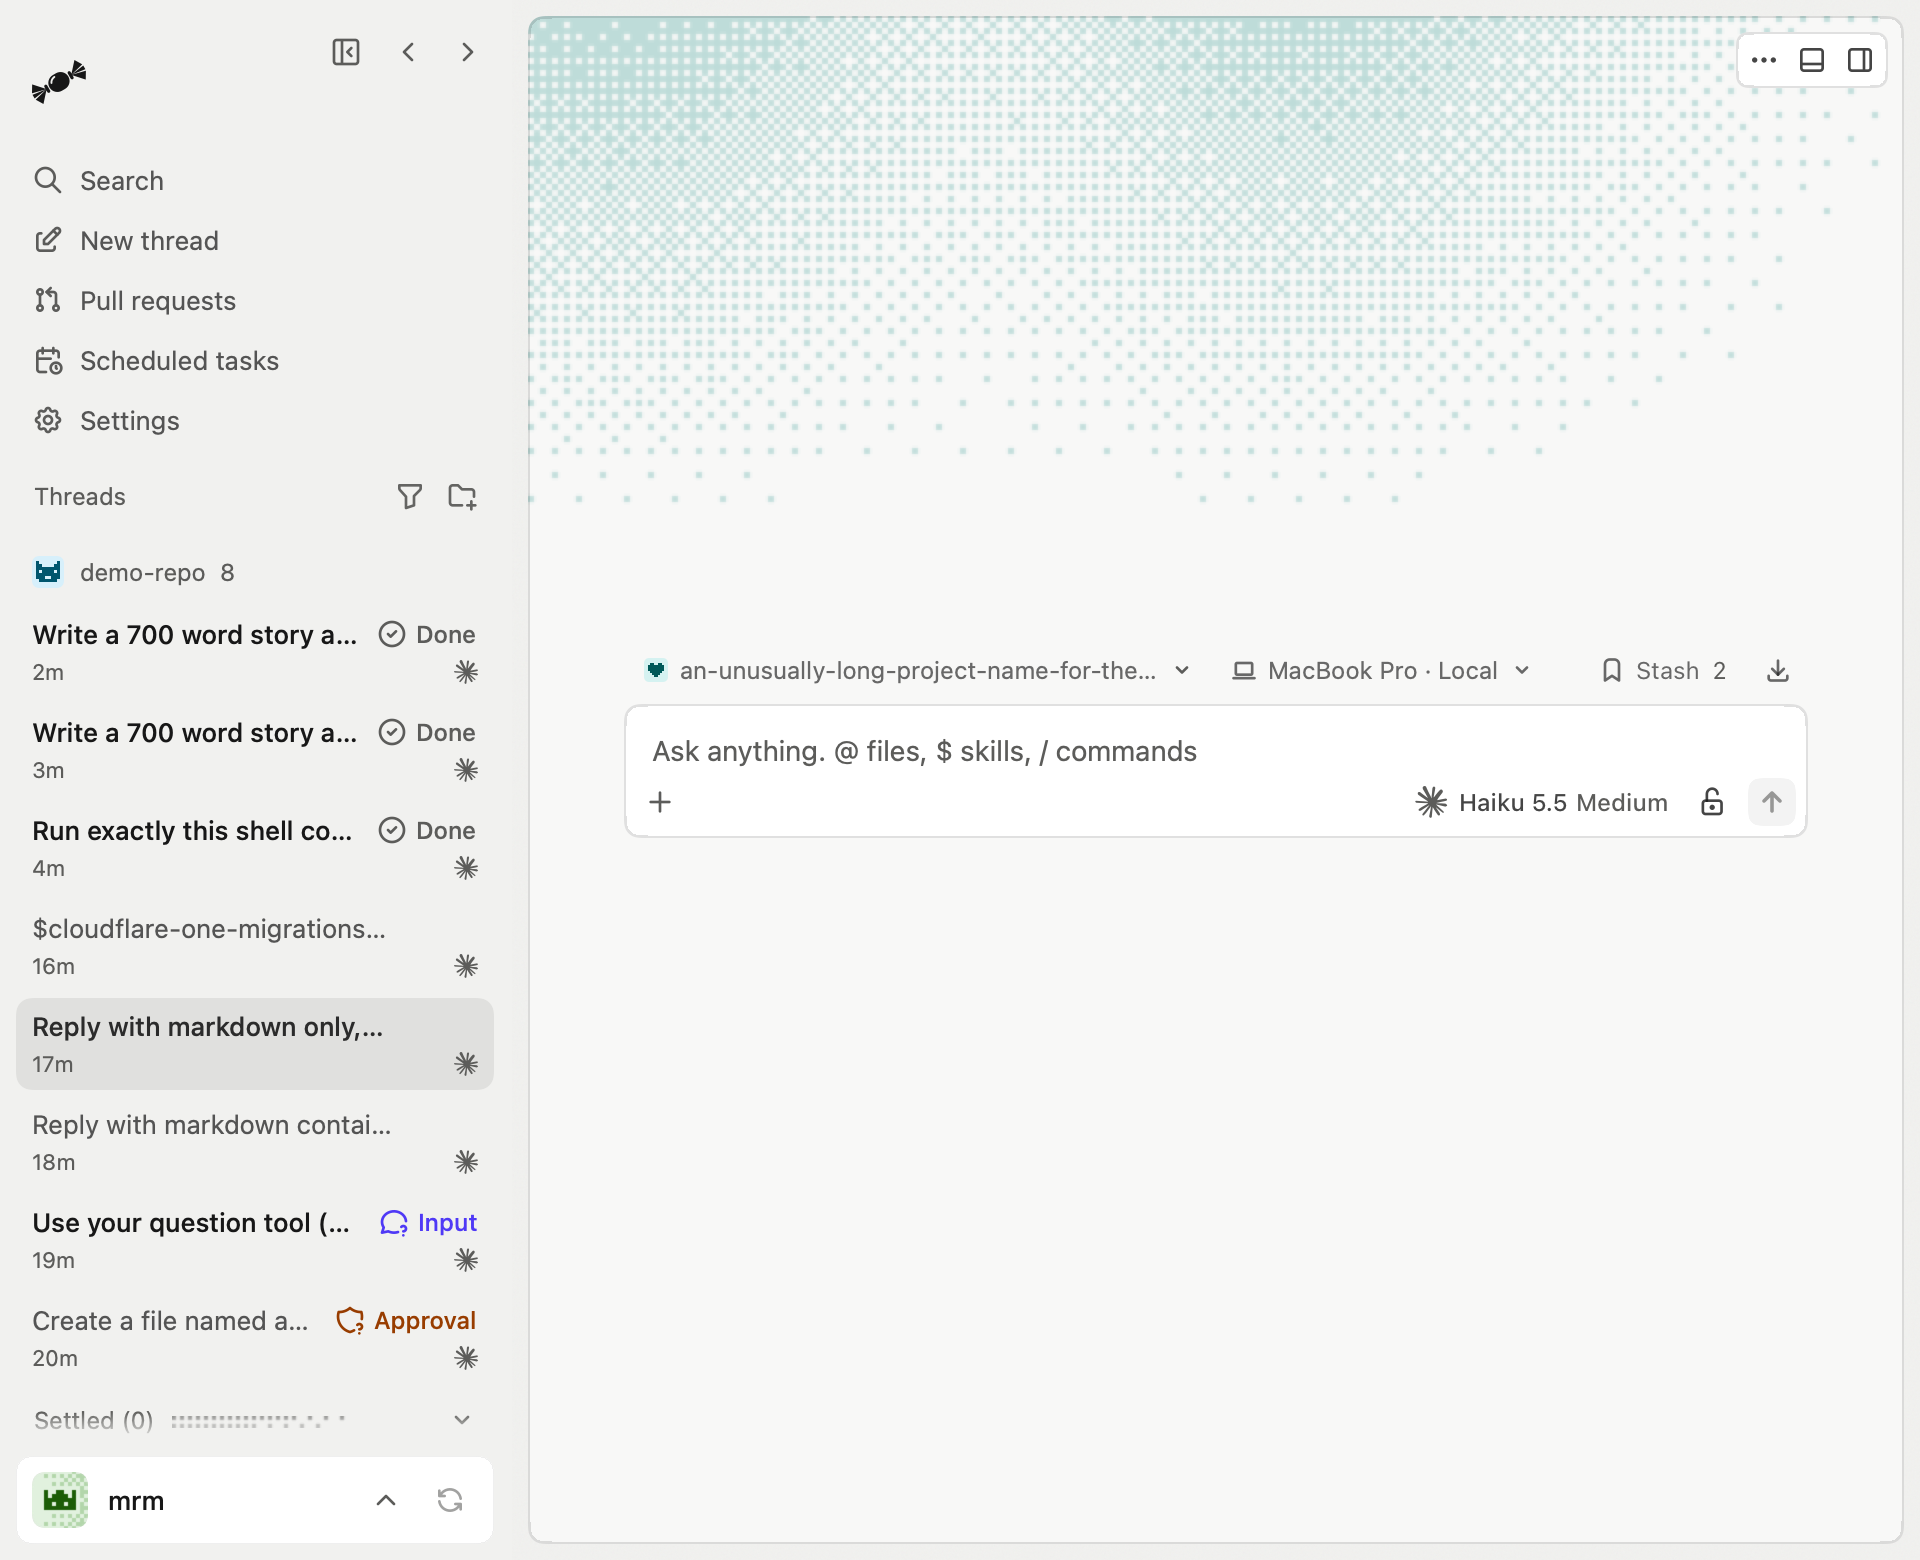 Search
New thread
Pull requests
Scheduled tasks
Settings
Threads
demo-repo 8
Write a 700 word story a... Done
2m
Write a 700 word story a... Done
3m
Run exactly this shell co... Done
4m
$cloudflare-one-migrations...
16m
Reply with markdown only,...
17m
Reply with markdown contai...
18m
Use your question tool (... Input
19m
Create a file named a... Approval
20m
Settled (0)
mrm
an-unusually-long-project-name-for-the... MacBook Pro · Local Stash 2
Ask anything. @ files, $ skills, / commands
Haiku 5.5 Medium